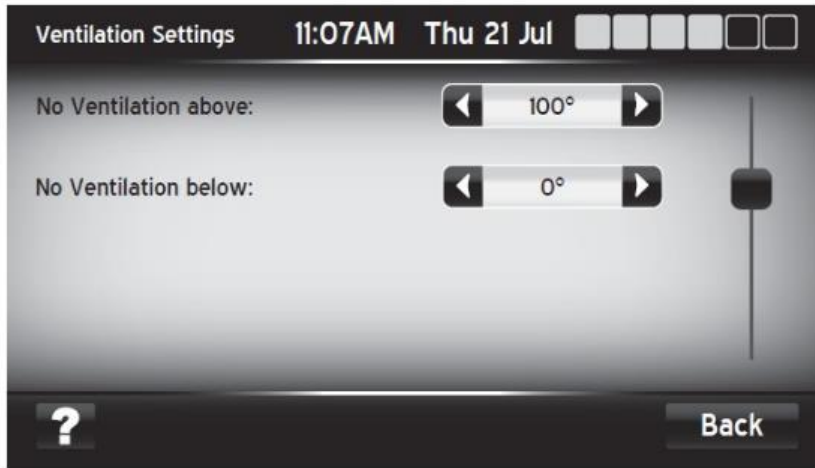 Ventilation Settings 11:07AM Thu 21 Jul
No Ventilation above: 100°
No Ventilation below: 0°
? Back